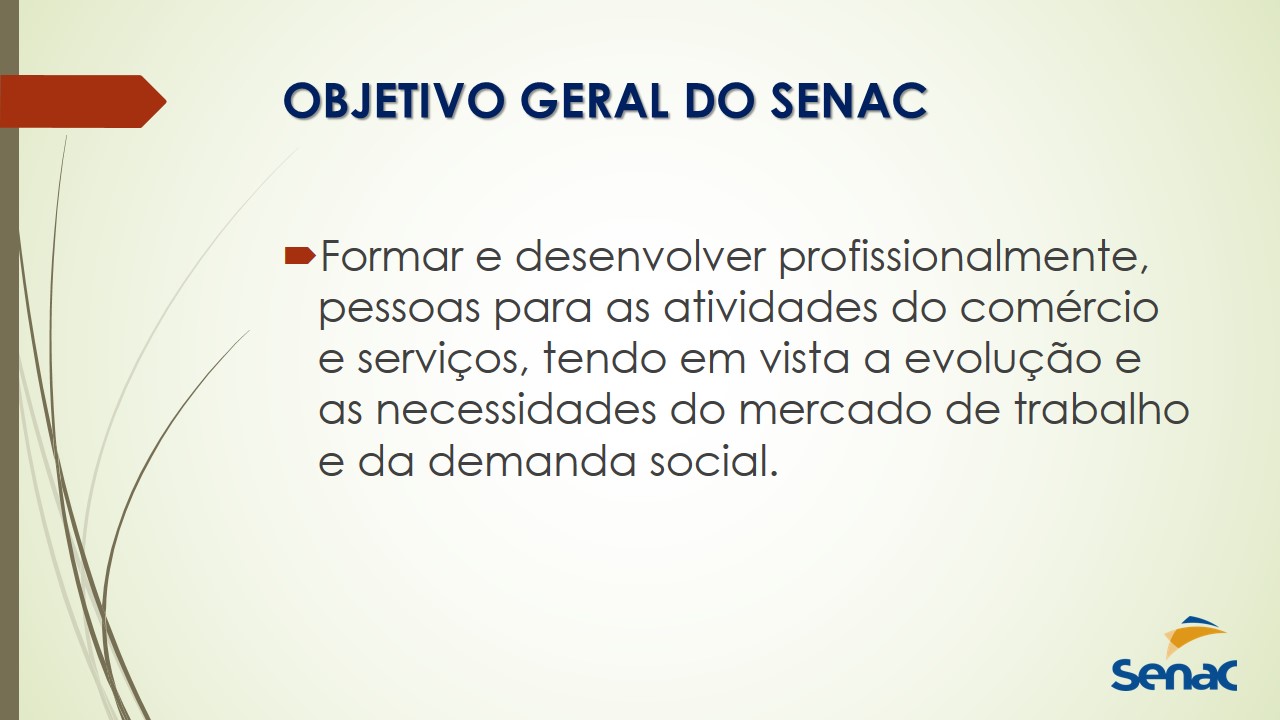 OBJETIVO GERAL DO SENAC
Formar e desenvolver profissionalmente,
pessoas para as atividades do comércio
e serviços, tendo em vista a evolução e
as necessidades do mercado de trabalho
e da demanda social.
Senac